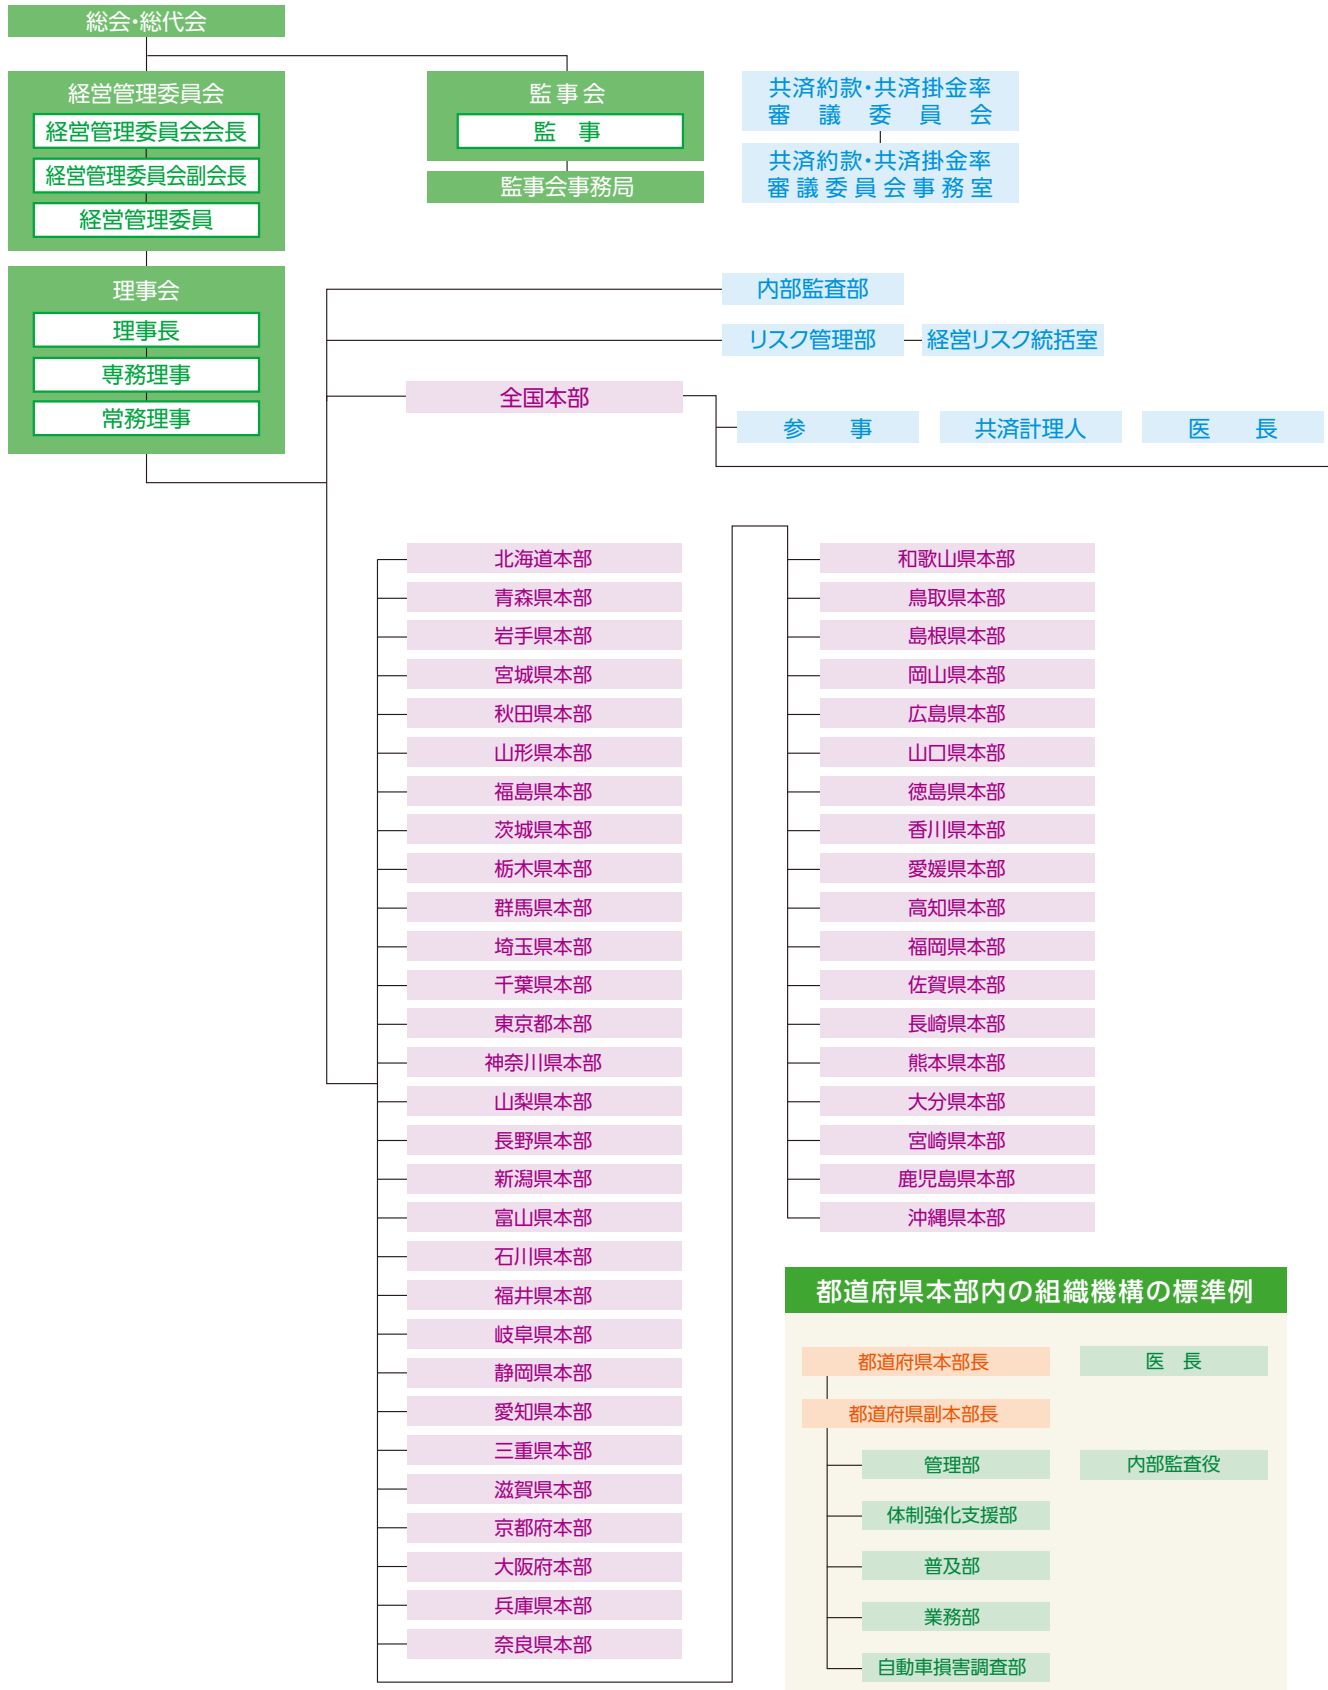 総会・総代会
経営管理委員会
経営管理委員会会長
経営管理委員会副会長
経営管理委員
監事会
監　事
監事会事務局
共済約款・共済掛金率
審議委員会
共済約款・共済掛金率
審議委員会事務室
理事会
理事長
専務理事
常務理事
内部監査部
リスク管理部
経営リスク統括室
全国本部
参　事
共済計理人
医　長
北海道本部
青森県本部
岩手県本部
宮城県本部
秋田県本部
山形県本部
福島県本部
茨城県本部
栃木県本部
群馬県本部
埼玉県本部
千葉県本部
東京都本部
神奈川県本部
山梨県本部
長野県本部
新潟県本部
富山県本部
石川県本部
福井県本部
岐阜県本部
静岡県本部
愛知県本部
三重県本部
滋賀県本部
京都府本部
大阪府本部
兵庫県本部
奈良県本部
和歌山県本部
鳥取県本部
島根県本部
岡山県本部
広島県本部
山口県本部
徳島県本部
香川県本部
愛媛県本部
高知県本部
福岡県本部
佐賀県本部
長崎県本部
熊本県本部
大分県本部
宮崎県本部
鹿児島県本部
沖縄県本部
都道府県本部内の組織機構の標準例
都道府県本部長
医　長
都道府県副本部長
管理部
内部監査役
体制強化支援部
普及部
業務部
自動車損害調査部